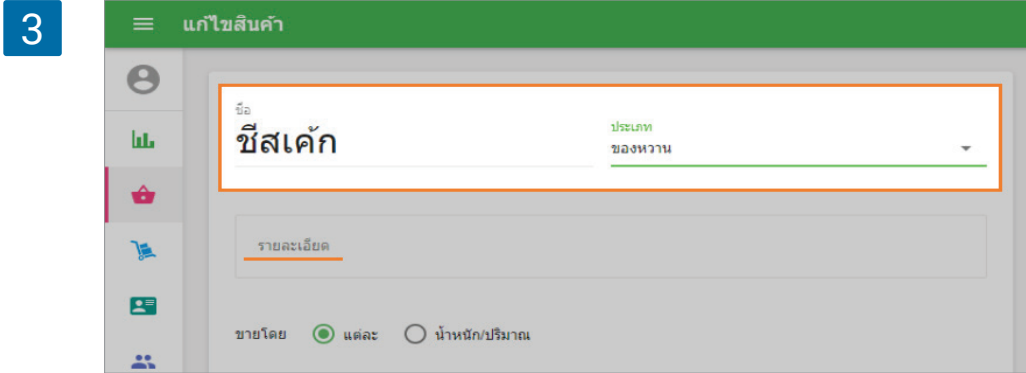 3
แก้ไขสินค้า
ชื่อ
ชีสเค้ก
ประเภท
ของหวาน
รายละเอียด
ขายโดย แต่ละ น้ำหนัก/ปริมาณ